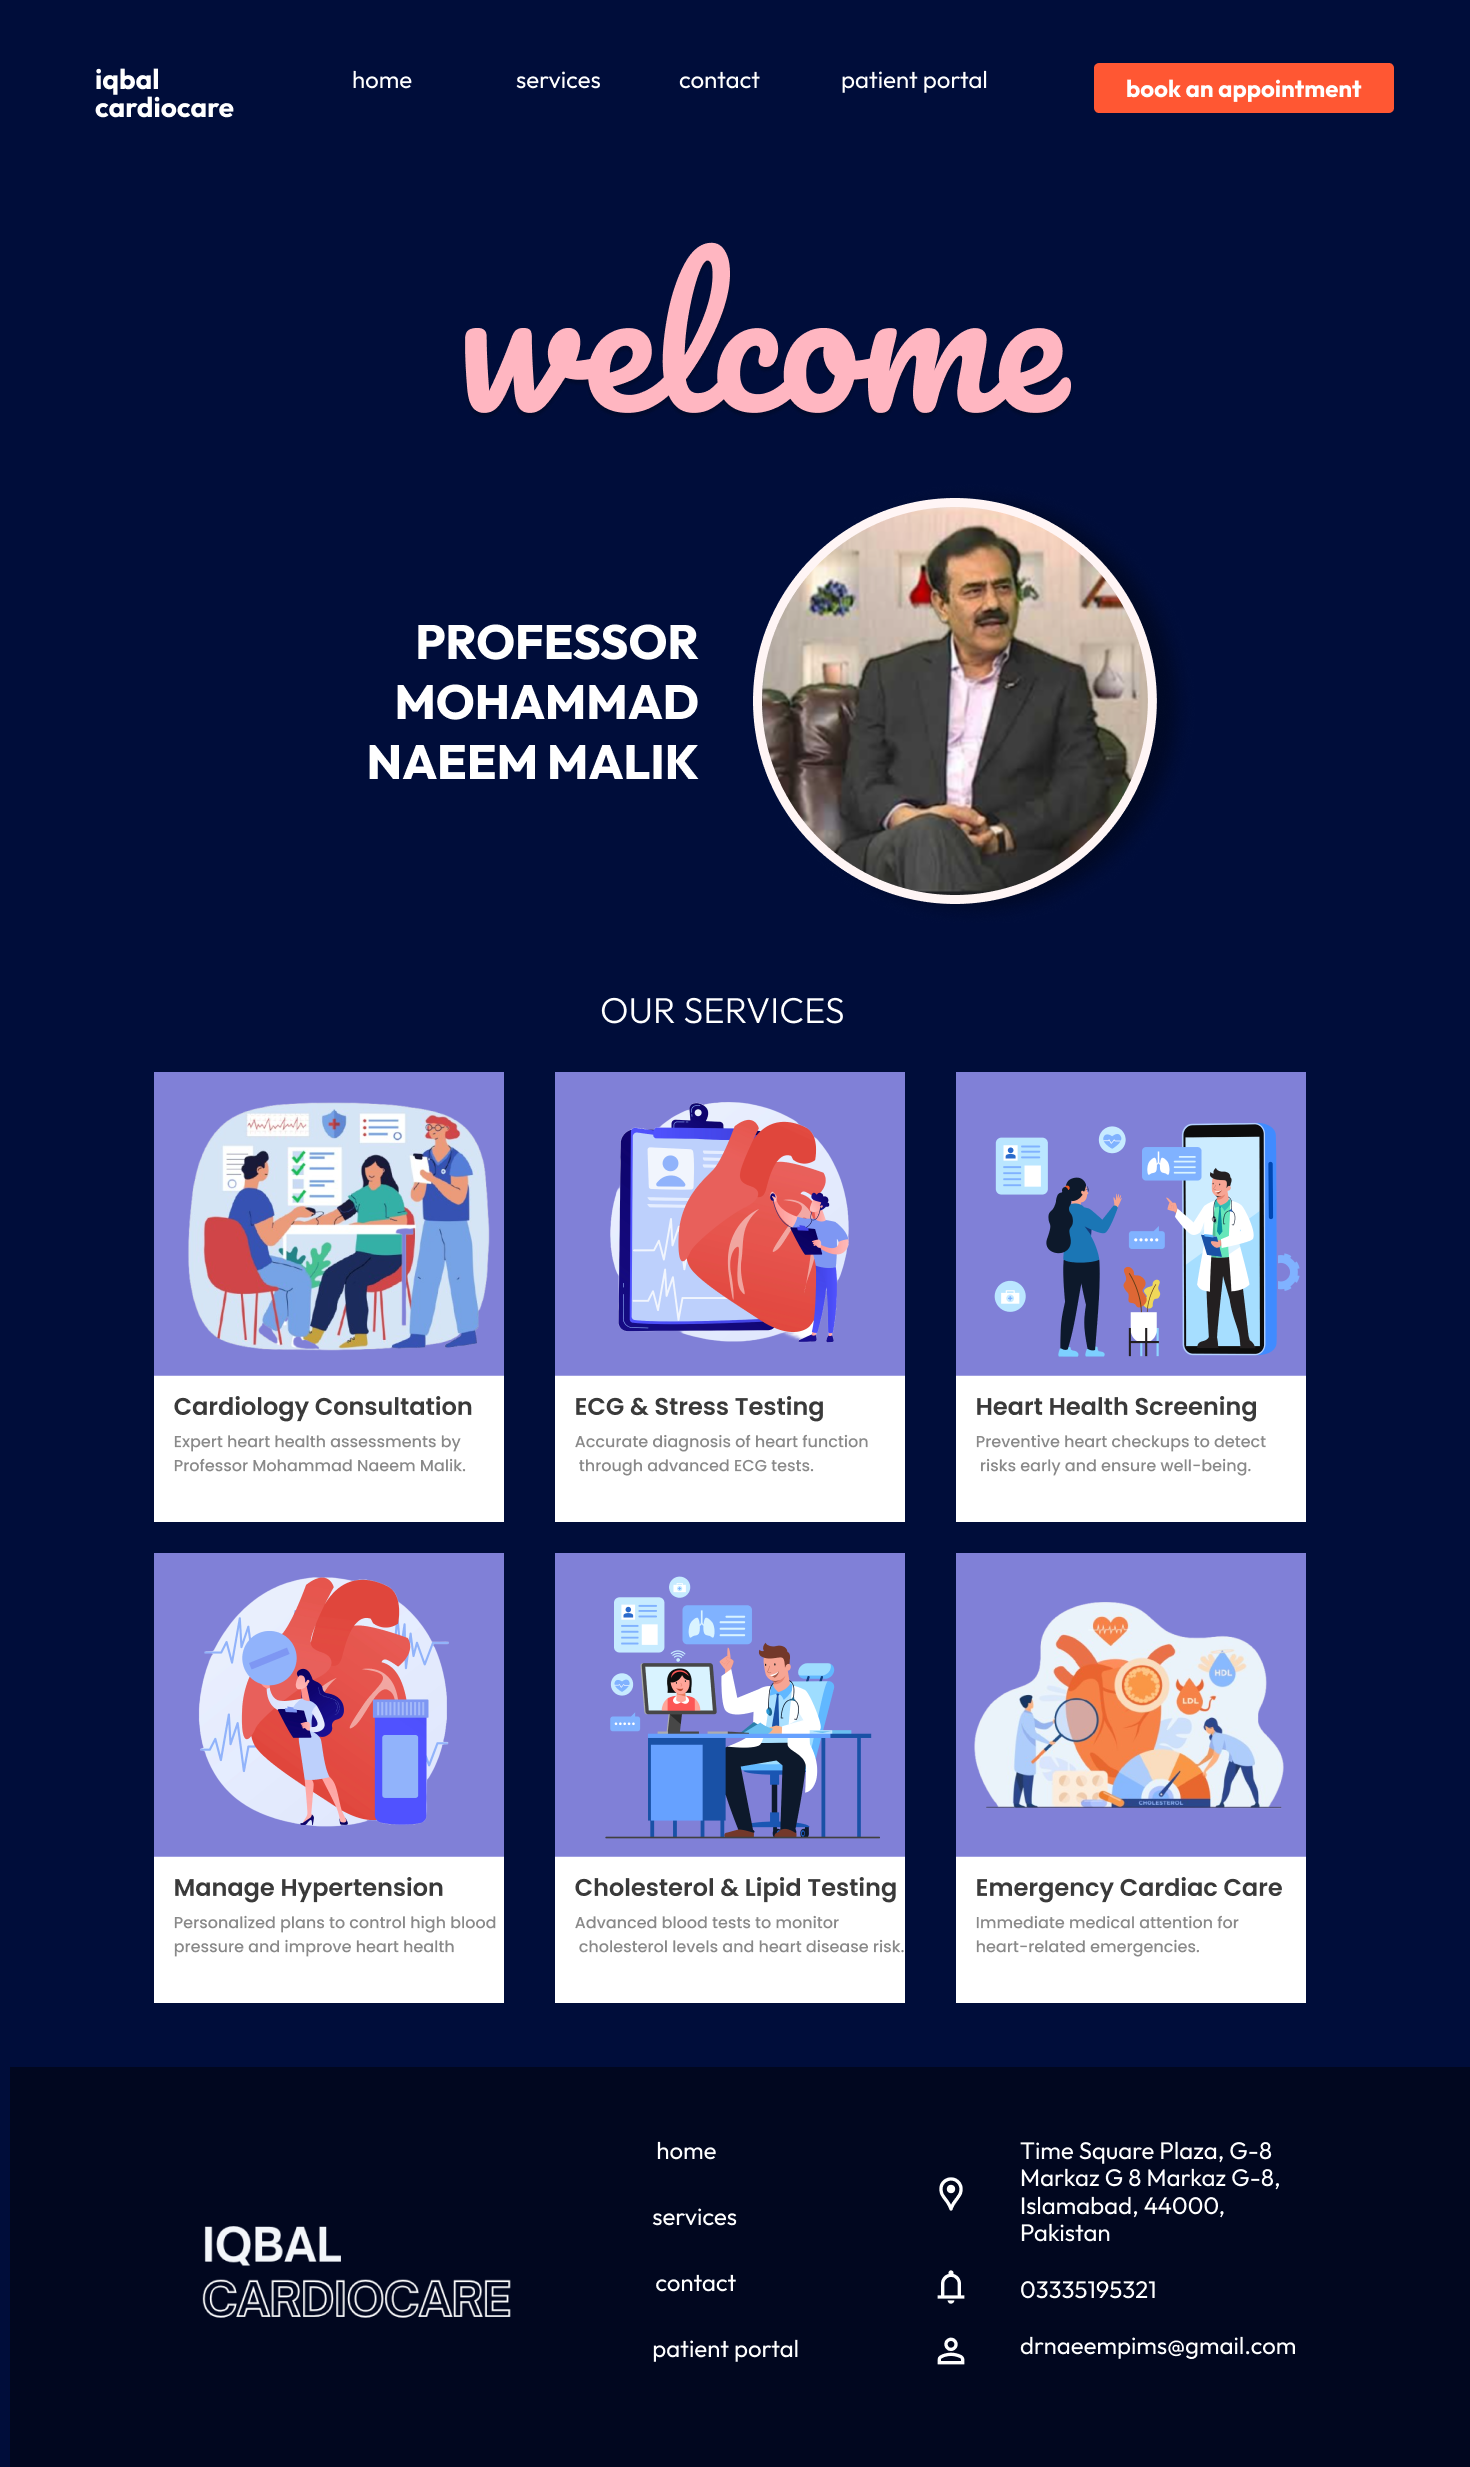 iqbal
cardiocare
home
services
contact
patient portal
book an appointment
welcome
PROFESSOR
MOHAMMAD
NAEEM MALIK
OUR SERVICES
Cardiology Consultation
Expert heart health assessments by
Professor Mohammad Naeem Malik.
ECG & Stress Testing
Accurate diagnosis of heart function
through advanced ECG tests.
Heart Health Screening
Preventive heart checkups to detect
risks early and ensure well-being.
HDL
LDL
CHOLESTEROL
Manage Hypertension
Personalized plans to control high blood
pressure and improve heart health
Cholesterol & Lipid Testing
Advanced blood tests to monitor
cholesterol levels and heart disease risk.
Emergency Cardiac Care
Immediate medical attention for
heart-related emergencies.
IQBAL
CARDIOCARE
home
services
contact
patient portal
Time Square Plaza, G-8
Markaz G 8 Markaz G-8,
Islamabad, 44000,
Pakistan
03335195321
drnaeempims@gmail.com